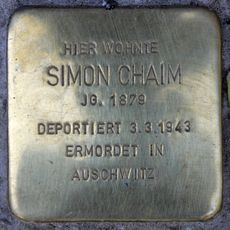 HIER WOHNTE
SIMON CHAIM
JG. 1879
DEPORTIERT 3.3.1943
ERMORDET IN
AUSCHWITZ